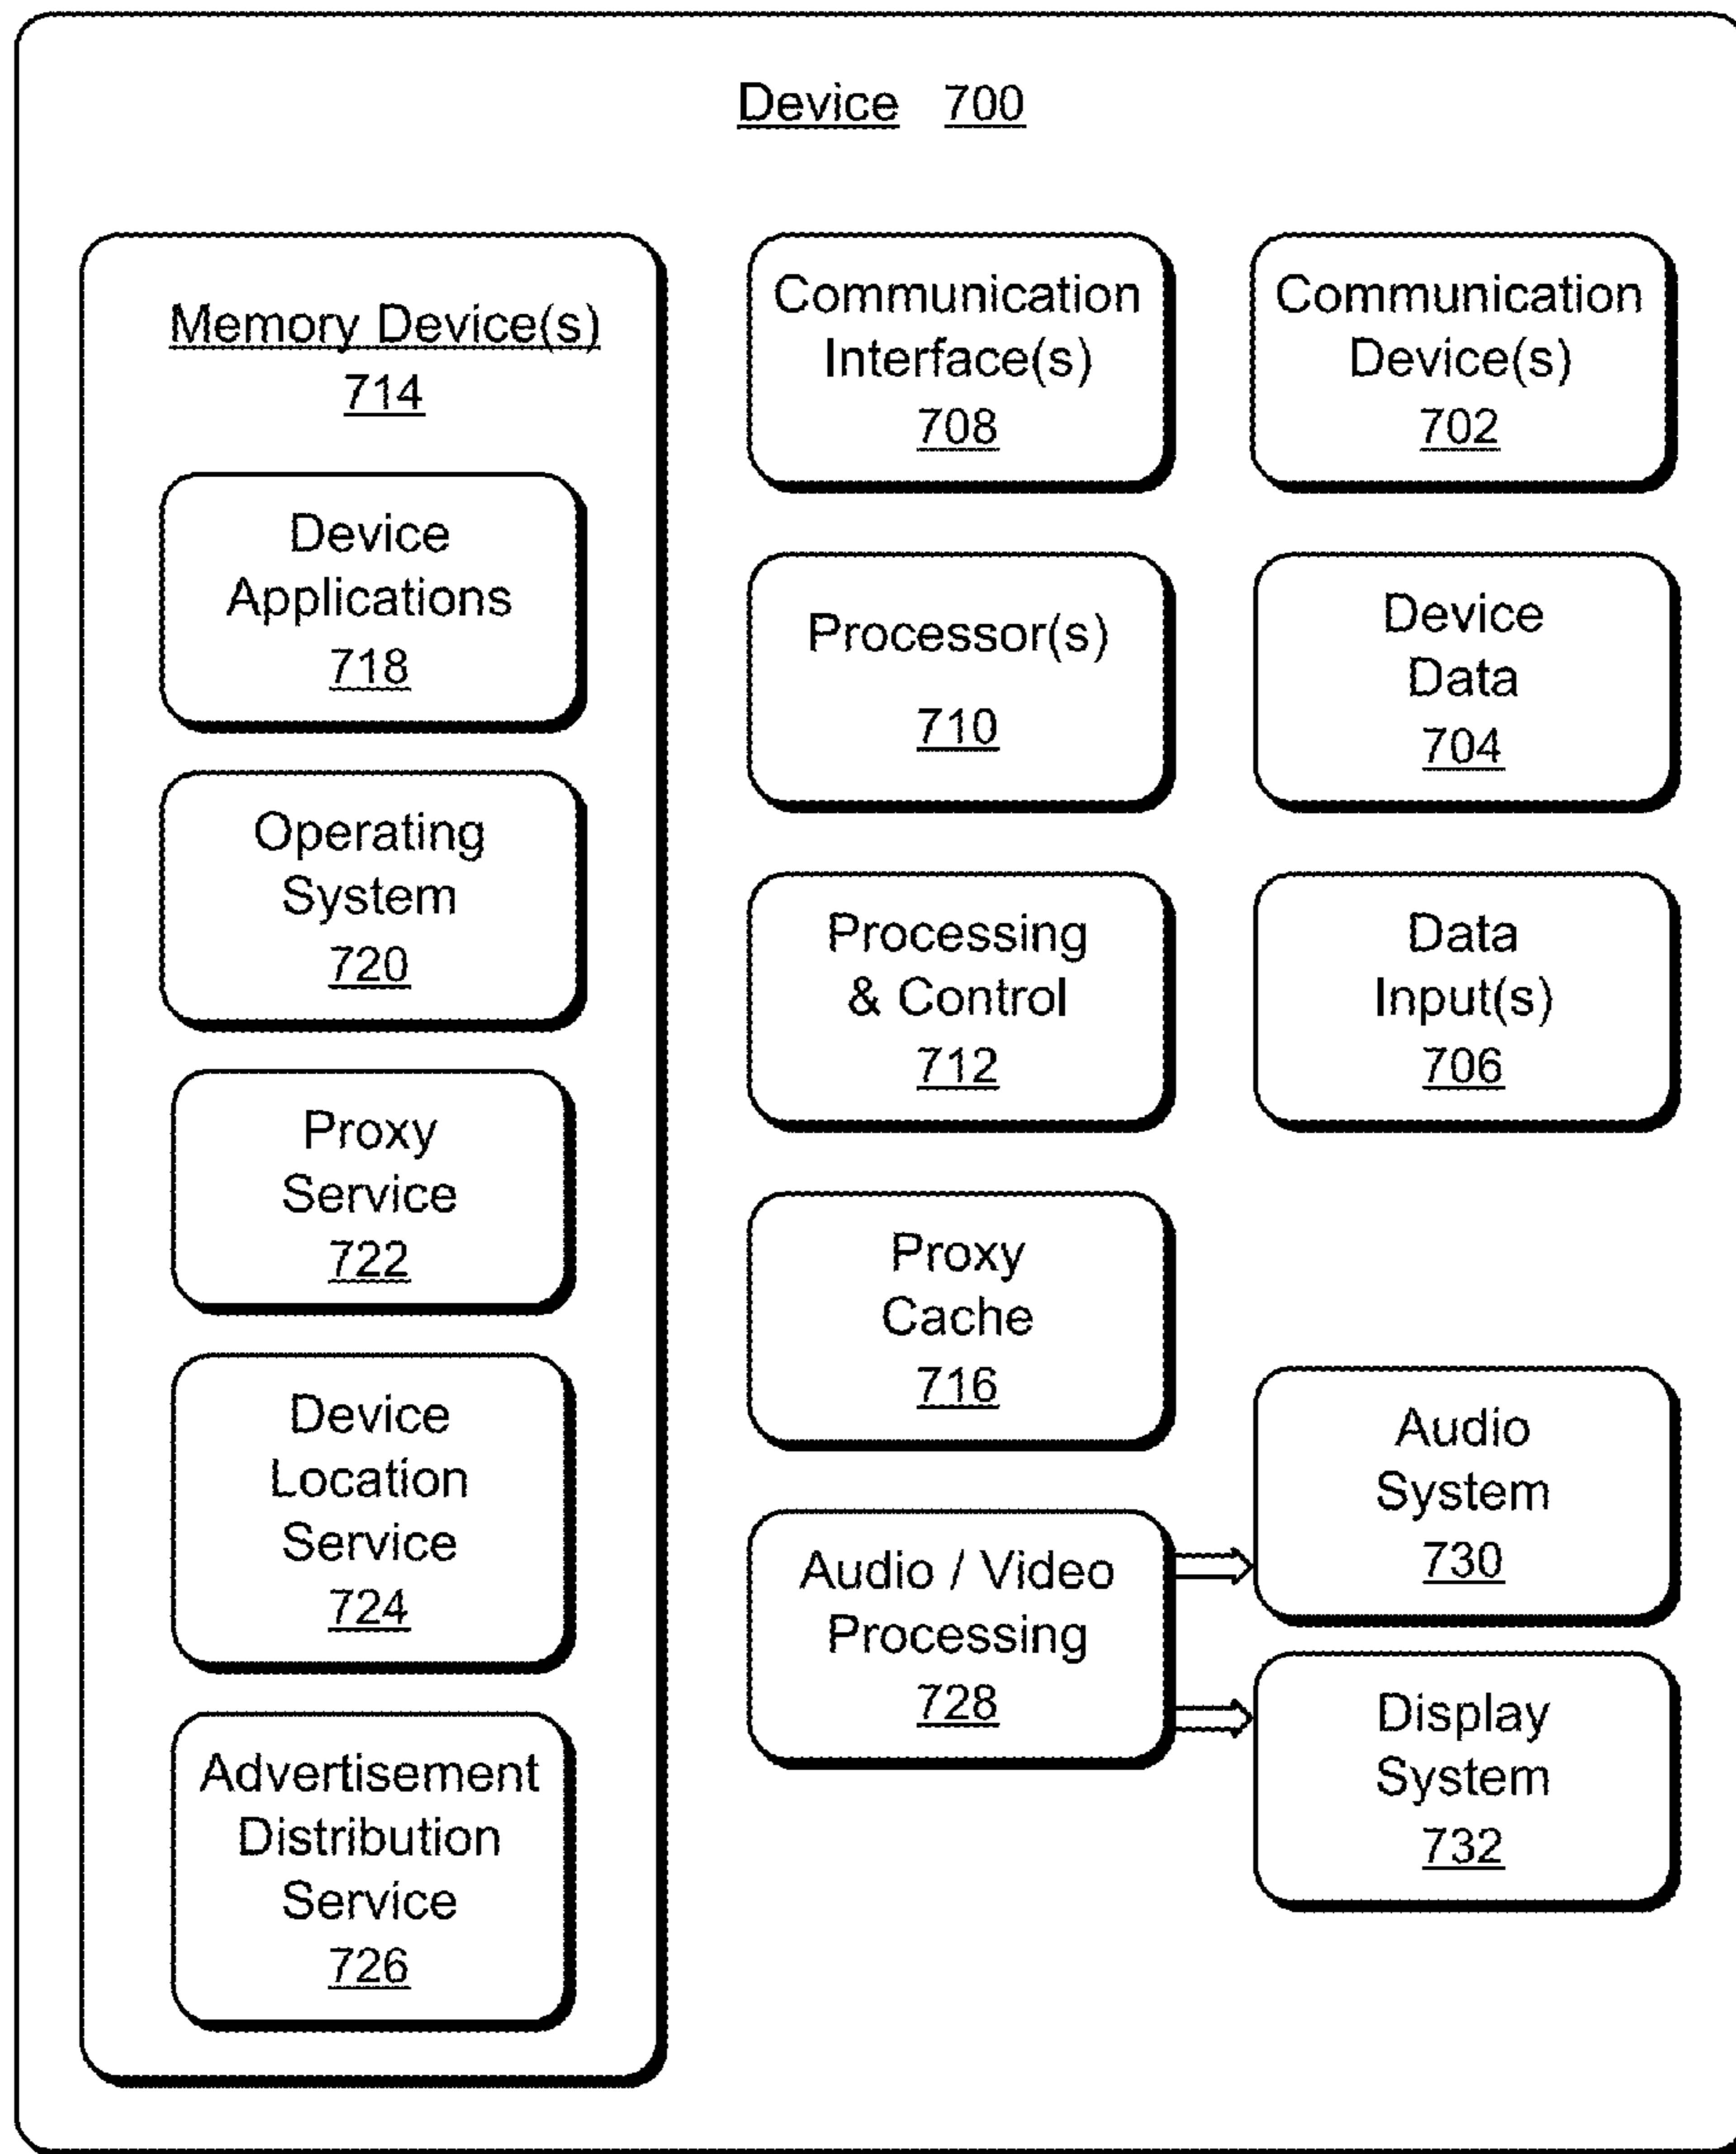 Device 700
Memory Device(s)
714
Device
Applications
718
Operating
System
720
Proxy
Service
722
Device
Location
Service
724
Advertisement
Distribution
Service
726
Communication
Interface(s)
708
Processor(s)
710
Processing
& Control
712
Proxy
Cache
716
Audio / Video
Processing
728
Communication
Device(s)
702
Device
Data
704
Data
Input(s)
706
Audio
System
730
Display
System
732